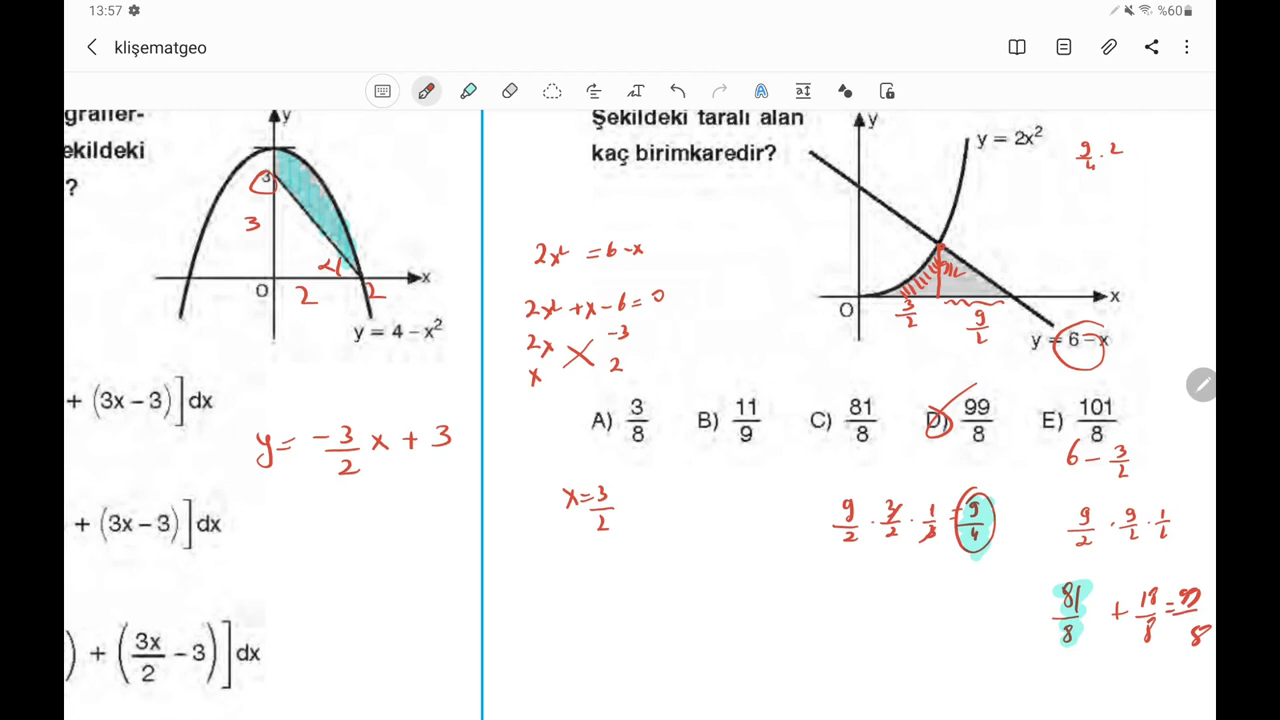 13:57
%60
klişematgeo
grafler-
ekildeki
?
y
3
3
2
2
O
x
y = 4 – x²
+ (3x – 3)] dx
y = -3/2 x + 3
+ (3x – 3)] dx
) + (3x/2 – 3)] dx
Şekildeki taralı alan
kaç birimkaredir?
y
y = 2x²
9/4 . 2
2x² = 6-x
2x² + x - 6 = 0
2x -3
x 2
O
3/2
9/2
x
y = 6 – x
A) 3/8 B) 11/9 C) 81/8 D) 99/8 E) 101/8
6 - 3/2
x = 3/2
9/2 . 3/2 . 1/3 = 9/4
9/2 . 9/2 . 1/2
81/8 + 18/8 = 99/8